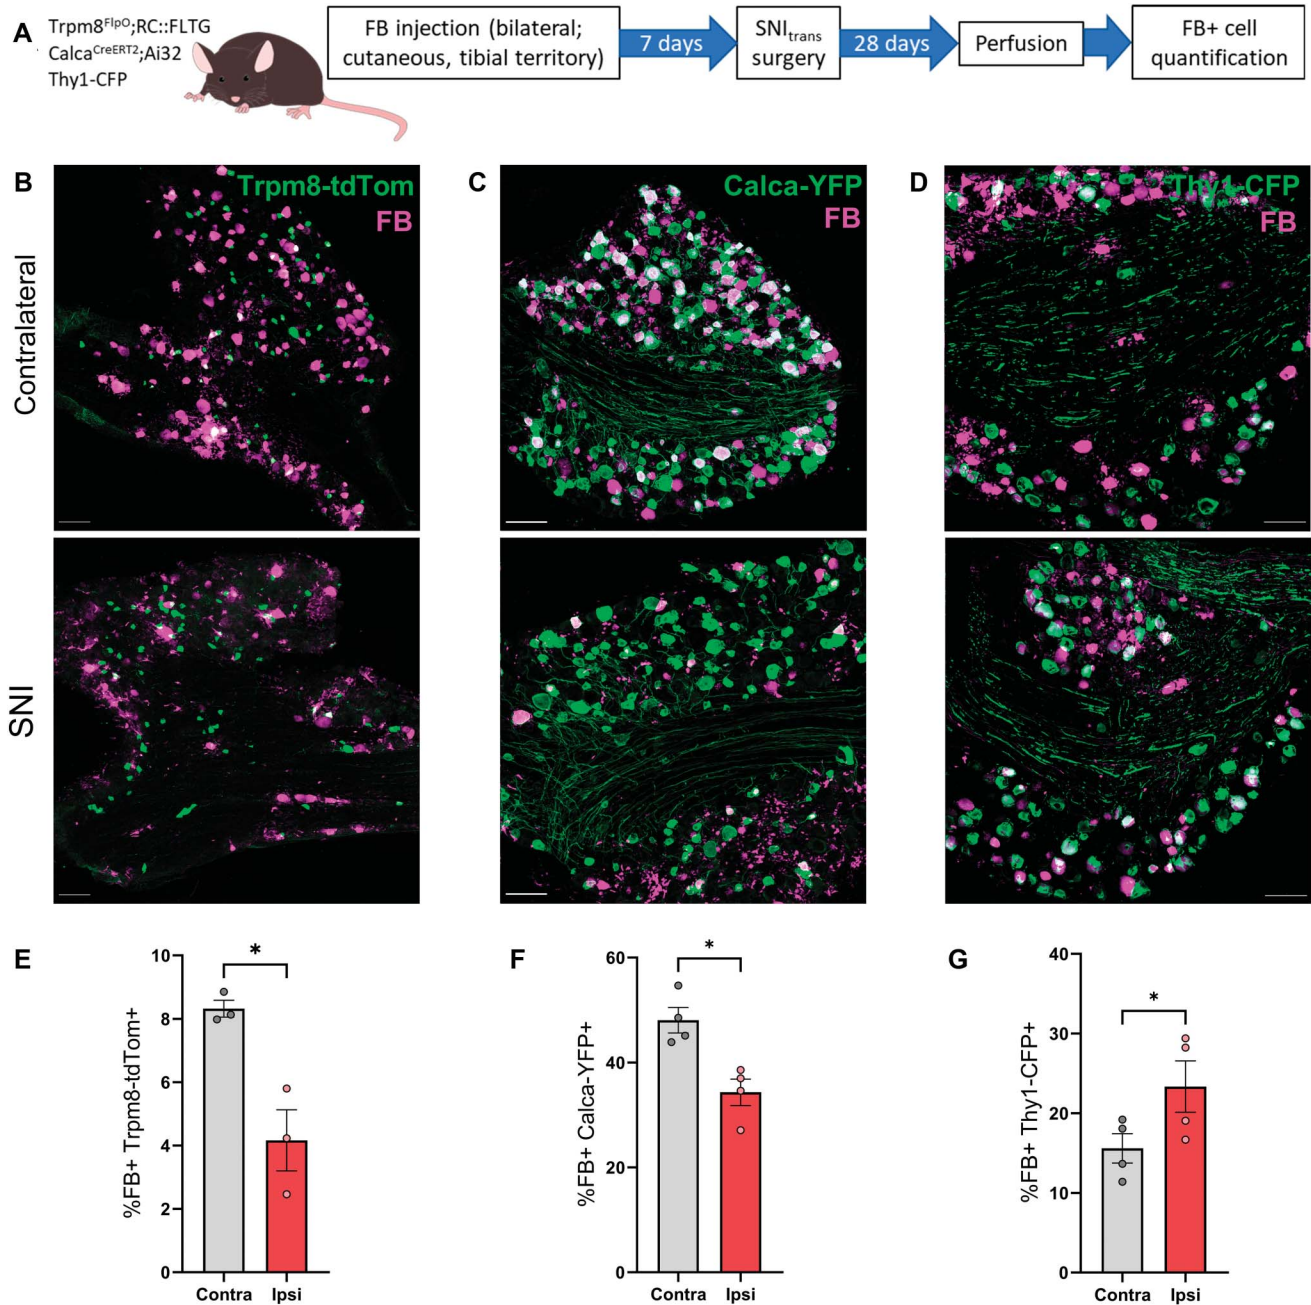 A
Trpm8FlpO;RC::FLTG
CalcaCreERT2;Ai32
Thy1-CFP
FB injection (bilateral;
cutaneous, tibial territory)
7 days
SNItrans
surgery
28 days
Perfusion
FB+ cell
quantification
B
Trpm8-tdTom
FB
C
Calca-YFP
FB
D
Thy1-CFP
FB
Contralateral
SNI
E
%FB+ Trpm8-tdTom+
10
8
6
4
2
0
*
Contra
Ipsi
F
%FB+ Calca-YFP+
60
40
20
0
*
Contra
Ipsi
G
%FB+ Thy1-CFP+
40
30
20
10
0
*
Contra
Ipsi